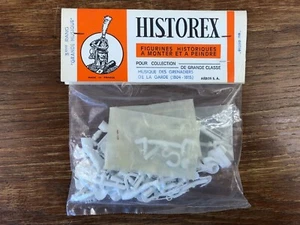 HISTOREX
FIGURINES HISTORIQUES
A MONTER ET A PEINDRE
POUR COLLECTION
DE GRANDE CLASSE
MUSIQUE DES GRENADIERS
DE LA GARDE (1804-1815)
MADE IN FRANCE